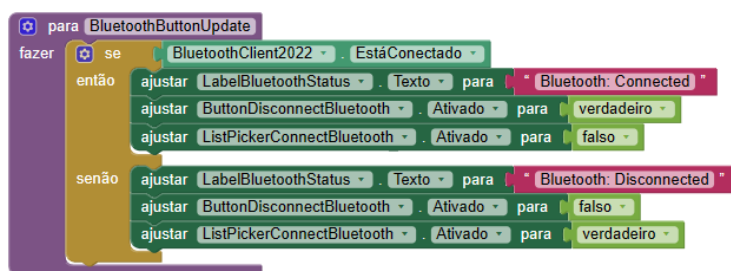 para BluetoothButtonUpdate
fazer se BluetoothClient2022 . EstáConectado
então ajustar LabelBluetoothStatus . Texto para " Bluetooth: Connected "
ajustar ButtonDisconnectBluetooth . Ativado para verdadeiro
ajustar ListPickerConnectBluetooth . Ativado para falso
senão ajustar LabelBluetoothStatus . Texto para " Bluetooth: Disconnected "
ajustar ButtonDisconnectBluetooth . Ativado para falso
ajustar ListPickerConnectBluetooth . Ativado para verdadeiro